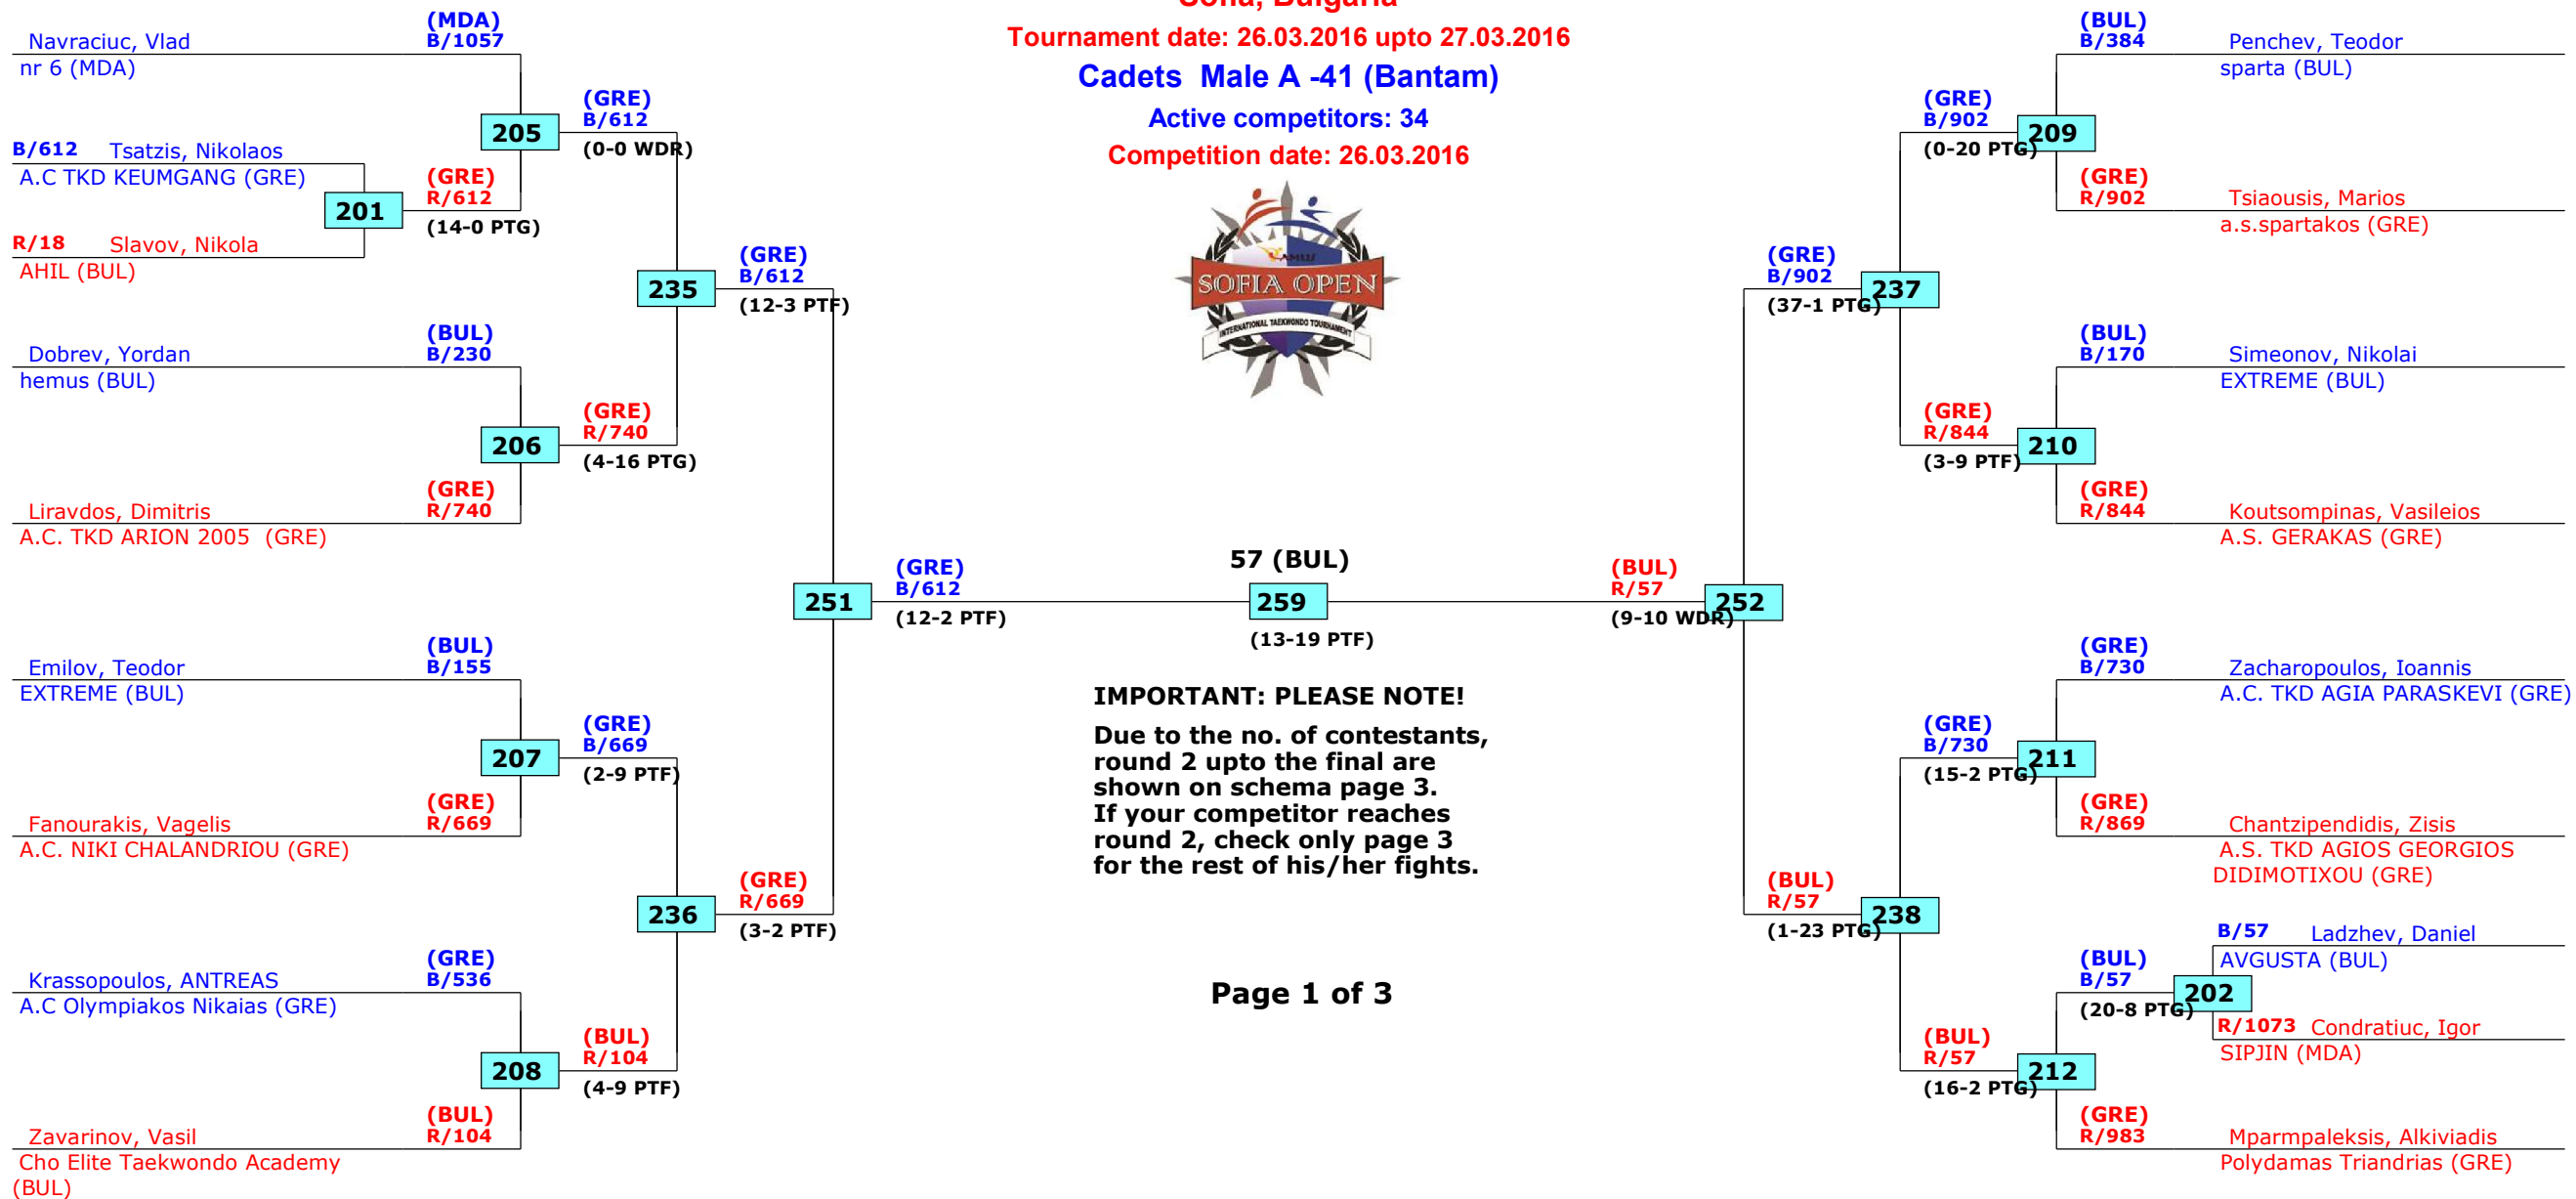 Sofia, Bulgaria
Tournament date: 26.03.2016 upto 27.03.2016
Cadets Male A -41 (Bantam)
Active competitors: 34
Competition date: 26.03.2016
SOFIA OPEN
INTERNATIONAL TAEKWONDO TOURNAMENT
(MDA)
Navraciuc, Vlad B/1057
nr 6 (MDA)
205
(GRE)
B/612
(0-0 WDR)
B/612 Tsatzis, Nikolaos
A.C TKD KEUMGANG (GRE)
201
(GRE)
R/612
(14-0 PTG)
R/18 Slavov, Nikola
AHIL (BUL)
235
(GRE)
B/612
(12-3 PTF)
(BUL)
Dobrev, Yordan B/230
hemus (BUL)
206
(GRE)
R/740
(4-16 PTG)
(GRE)
Liravdos, Dimitris R/740
A.C. TKD ARION 2005 (GRE)
251
(GRE)
B/612
(12-2 PTF)
(BUL)
Emilov, Teodor B/155
EXTREME (BUL)
207
(GRE)
B/669
(2-9 PTF)
(GRE)
Fanourakis, Vagelis R/669
A.C. NIKI CHALANDRIOU (GRE)
236
(GRE)
R/669
(3-2 PTF)
(GRE)
Krassopoulos, ANTREAS B/536
A.C Olympiakos Nikaias (GRE)
208
(BUL)
R/104
(4-9 PTF)
(BUL)
Zavarinov, Vasil R/104
Cho Elite Taekwondo Academy
(BUL)
57 (BUL)
259
(13-19 PTF)
IMPORTANT: PLEASE NOTE!
Due to the no. of contestants,
round 2 upto the final are
shown on schema page 3.
If your competitor reaches
round 2, check only page 3
for the rest of his/her fights.
Page 1 of 3
(BUL)
B/384 Penchev, Teodor
sparta (BUL)
(GRE)
B/902
209
(0-20 PTG)
(GRE)
R/902 Tsiaousis, Marios
a.s.spartakos (GRE)
(GRE)
B/902
237
(37-1 PTG)
(BUL)
B/170 Simeonov, Nikolai
EXTREME (BUL)
(GRE)
R/844
210
(3-9 PTF)
(GRE)
R/844 Koutsompinas, Vasileios
A.S. GERAKAS (GRE)
(BUL)
R/57
252
(9-10 WDR)
(GRE)
B/730 Zacharopoulos, Ioannis
A.C. TKD AGIA PARASKEVI (GRE)
(GRE)
B/730
211
(15-2 PTG)
(GRE)
R/869 Chantzipendidis, Zisis
A.S. TKD AGIOS GEORGIOS
DIDIMOTIXOU (GRE)
(BUL)
R/57
238
(1-23 PTG)
B/57 Ladzhev, Daniel
AVGUSTA (BUL)
(BUL)
B/57
202
(20-8 PTG)
R/1073 Condratiuc, Igor
SIPJIN (MDA)
(BUL)
R/57
212
(16-2 PTG)
(GRE)
R/983 Mparmpaleksis, Alkiviadis
Polydamas Triandrias (GRE)